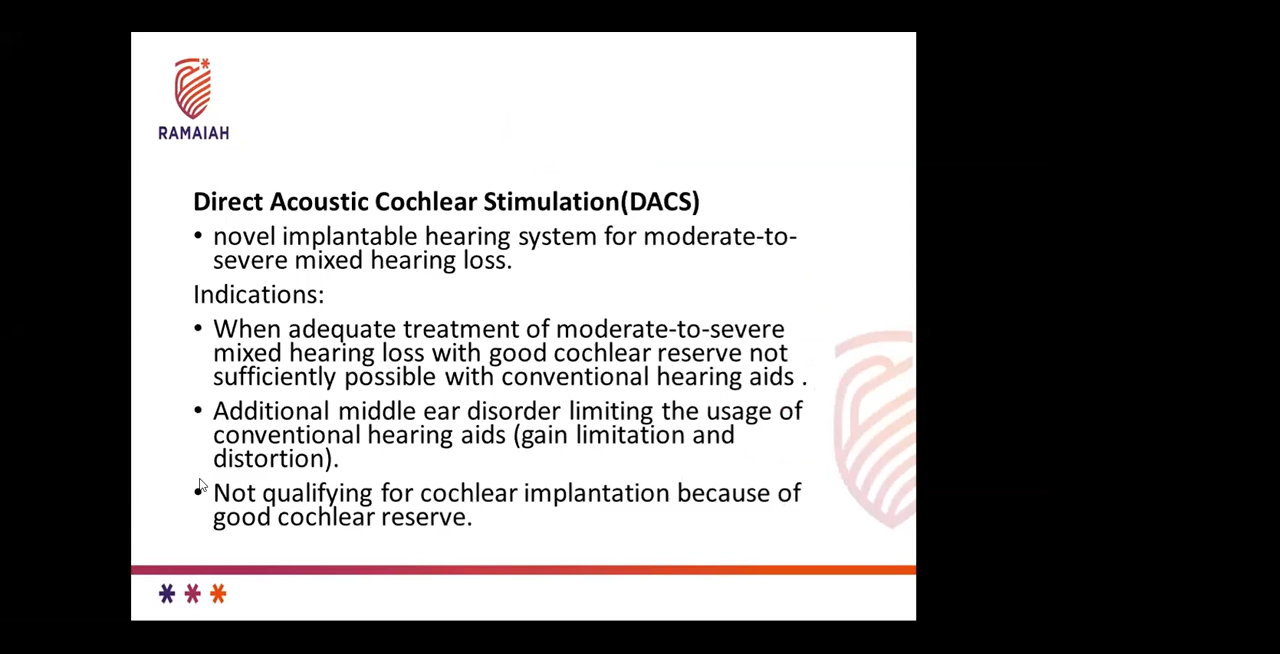 RAMAIAH
Direct Acoustic Cochlear Stimulation(DACS)
• novel implantable hearing system for moderate-to-
severe mixed hearing loss.
Indications:
• When adequate treatment of moderate-to-severe
mixed hearing loss with good cochlear reserve not
sufficiently possible with conventional hearing aids .
• Additional middle ear disorder limiting the usage of
conventional hearing aids (gain limitation and
distortion).
• Not qualifying for cochlear implantation because of
good cochlear reserve.